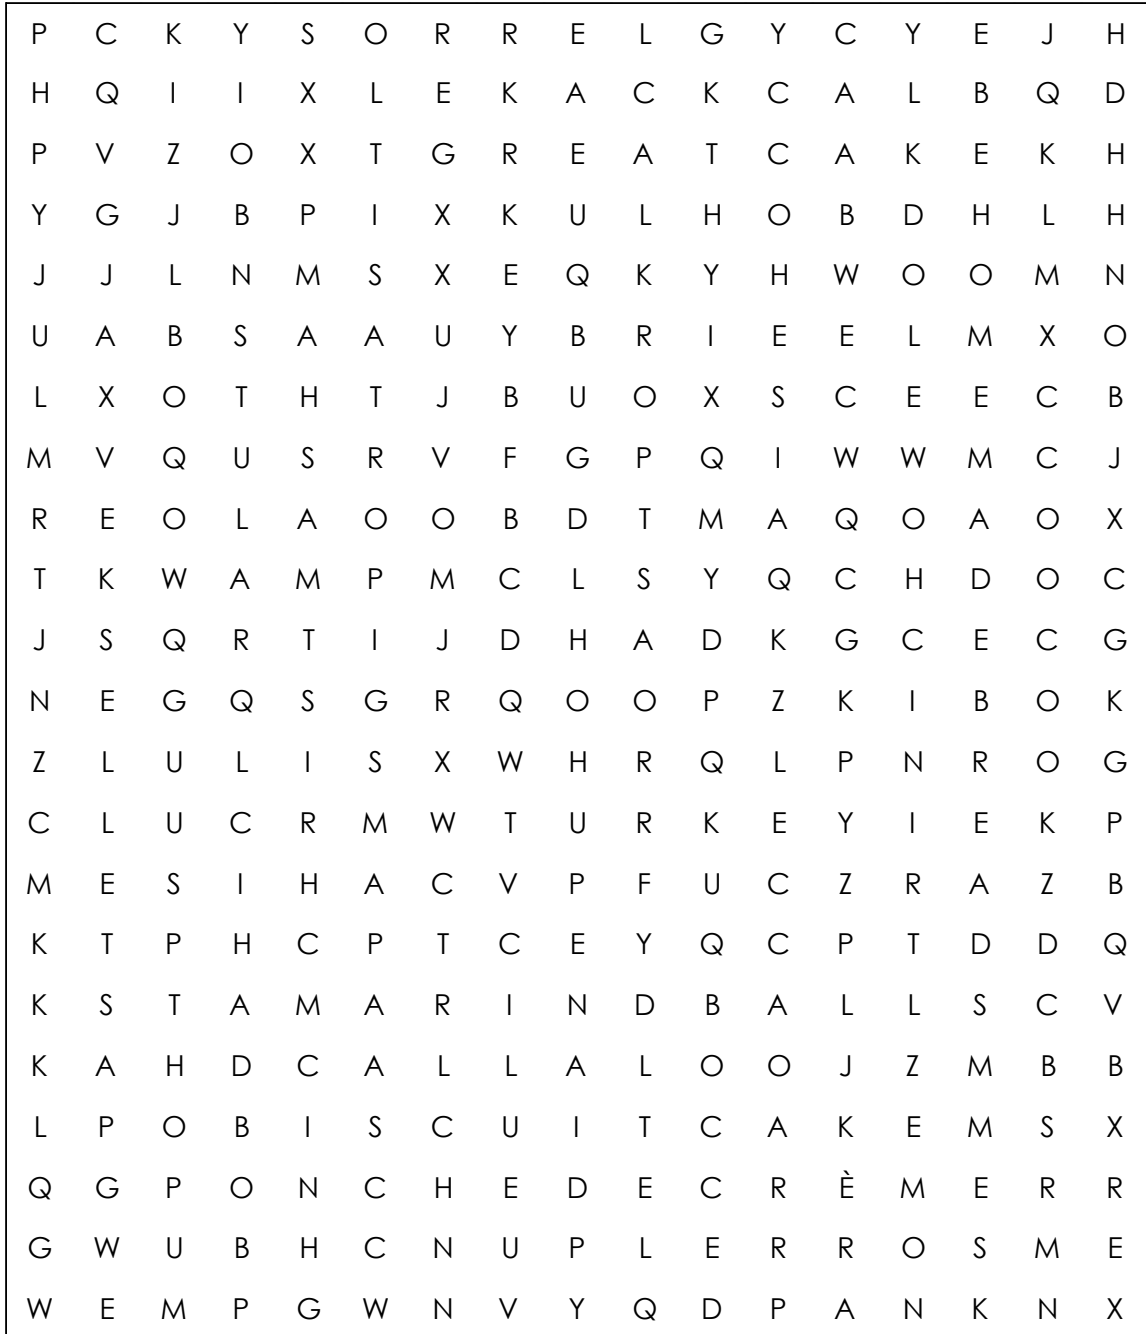 P C K Y S O R R E L G Y C Y E J H
H Q I I X L E K A C K C A L B Q D
P V Z O X T G R E A T C A K E K H
Y G J B P I X K U L H O B D H L H
J J L N M S X E Q K Y H W O O M N
U A B S A A U Y B R I E E L M X O
L X O T H T J B U O X S C E E C B
M V Q U S R V F G P Q I W W M C J
R E O L A O O B D T M A Q O A O X
T K W A M P M C L S Y Q C H D O C
J S Q R T I J D H A D K G C E C G
N E G Q S G R Q O O P Z K I B O K
Z L U L I S X W H R Q L P N R O G
C L U C R M W T U R K E Y I E K P
M E S I H A C V P F U C Z R A Z B
K T P H C P T C E Y Q C P T D D Q
K S T A M A R I N D B A L L S C V
K A H D C A L L A L O O J Z M B B
L P O B I S C U I T C A K E M S X
Q G P O N C H E D E C R È M E R R
G W U B H C N U P L E R R O S M E
W E M P G W N V Y Q D P A N K N X